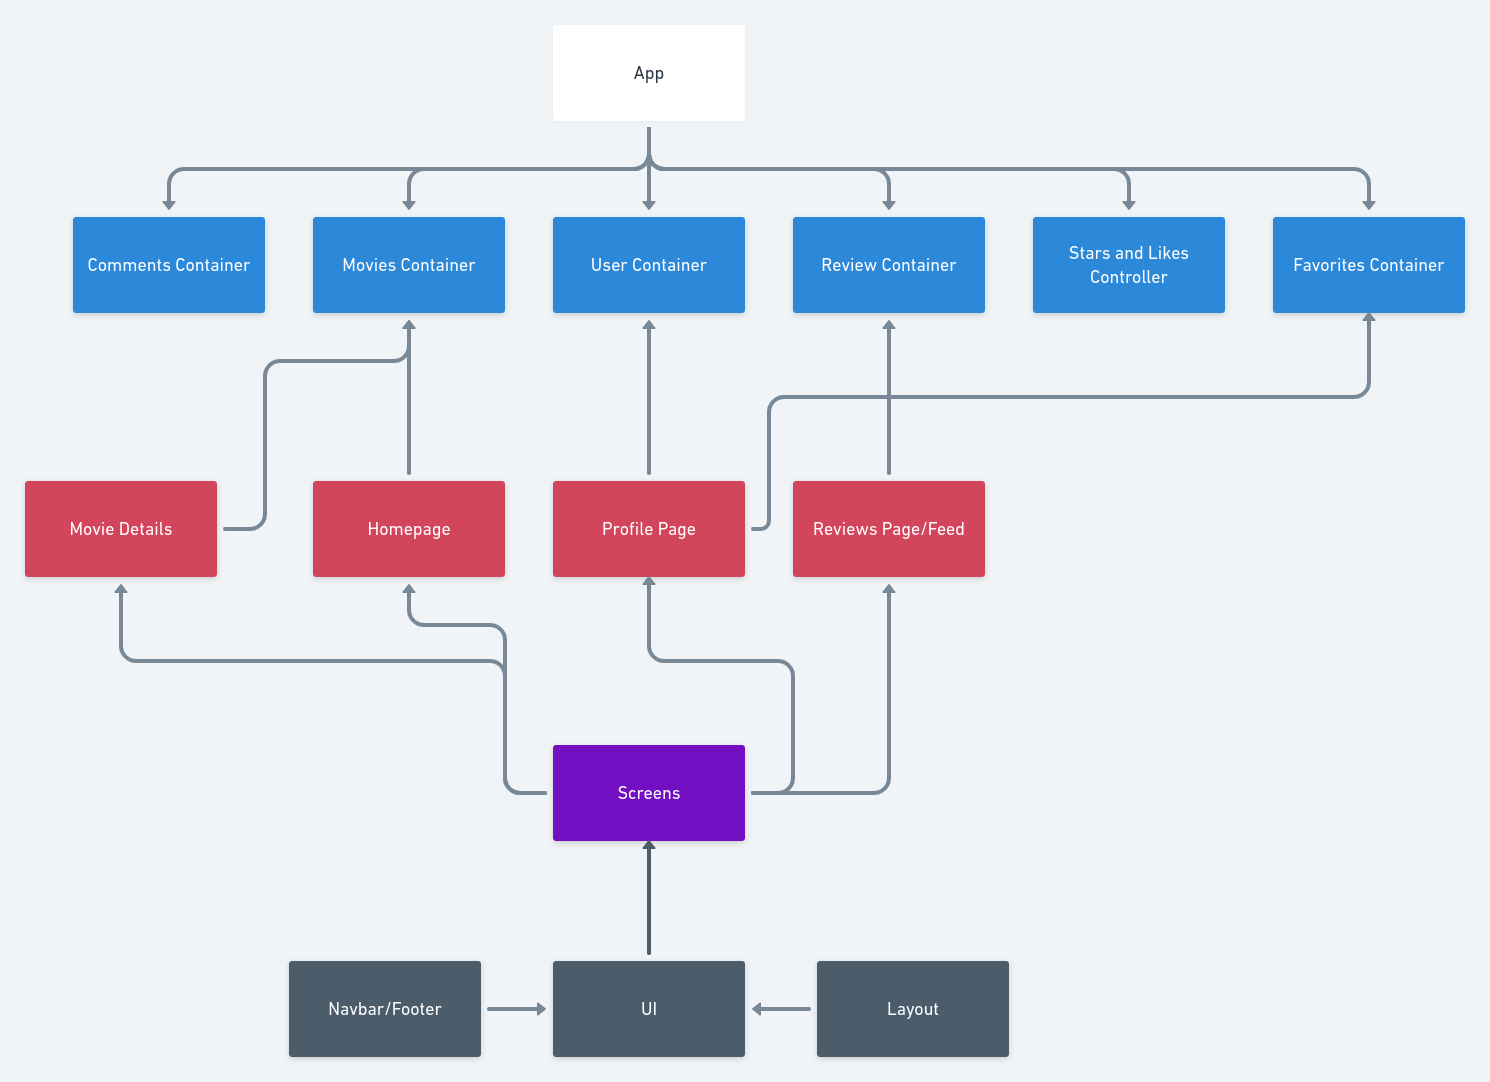 App
Comments Container
Movies Container
User Container
Review Container
Stars and Likes
Controller
Favorites Container
Movie Details
Homepage
Profile Page
Reviews Page/Feed
Screens
Navbar/Footer
UI
Layout